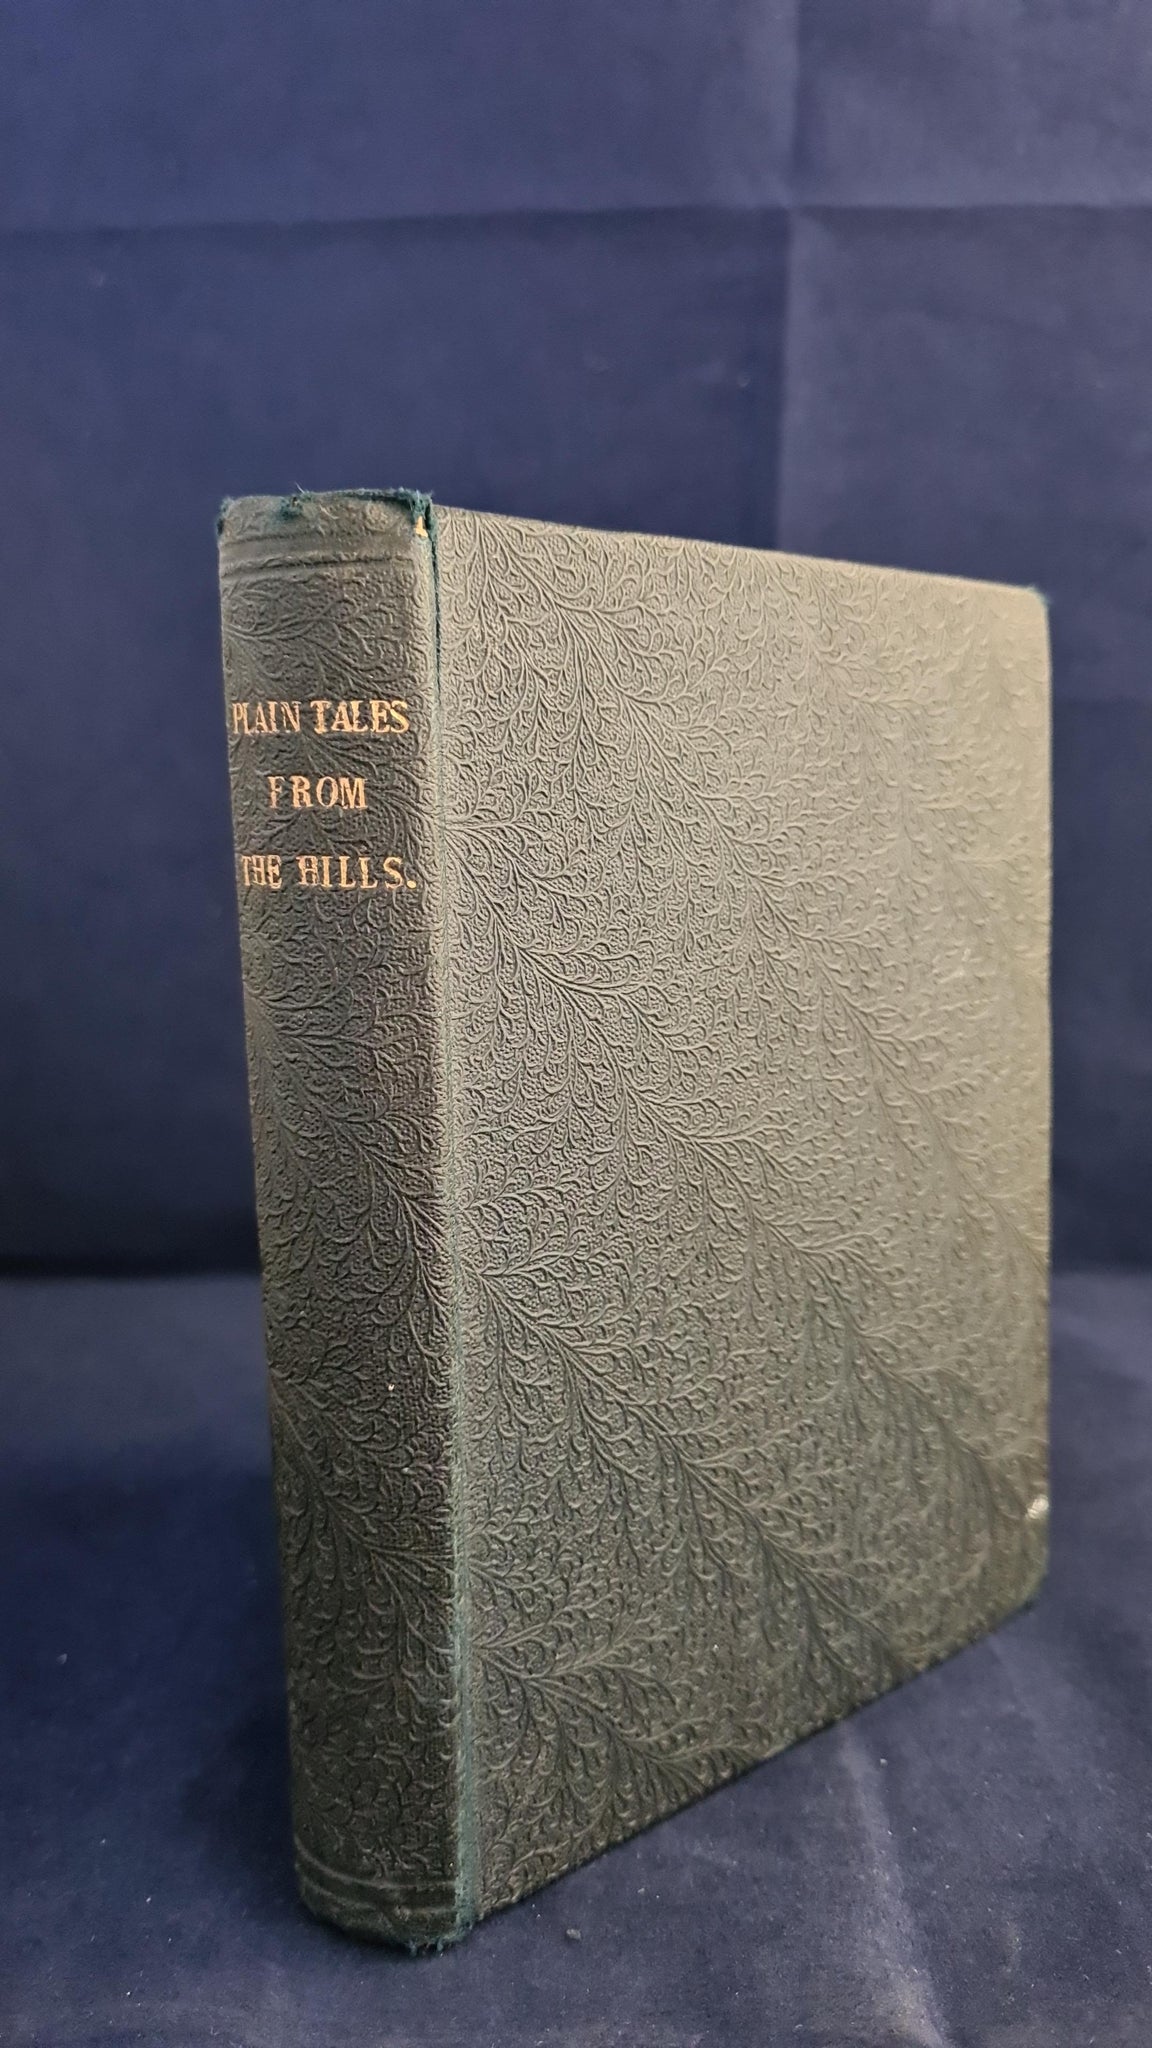 PLAIN TALES
FROM
THE HILLS.